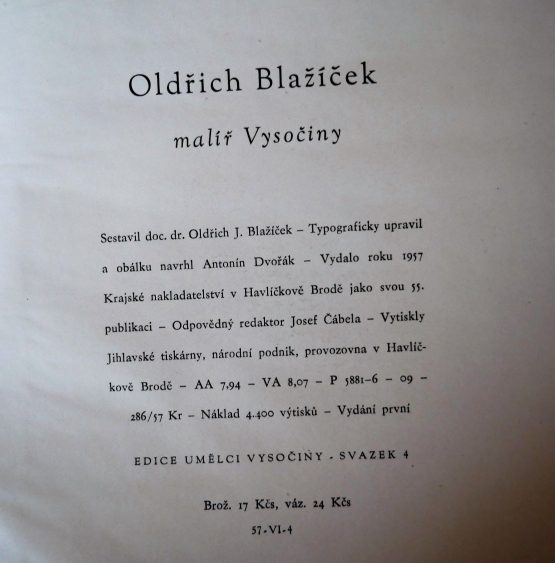 Oldřich Blažíček
malíř Vysočiny
Sestavil doc. dr. Oldřich J. Blažíček – Typograficky upravil
a obálku navrhl Antonín Dvořák – Vydalo roku 1957
Krajské nakladatelství v Havlíčkově Brodě jako svou 55.
publikaci – Odpovědný redaktor Josef Čábela – Vytiskly
Jihlavské tiskárny, národní podnik, provozovna v Havlíč-
kově Brodě – AA 7,94 – VA 8,07 – P 5881-6 – 09 –
286/57 Kr – Náklad 4.400 výtisků – Vydání první
EDICE UMĚLCI VYSOČINY - SVAZEK 4
Brož. 17 Kčs, váz. 24 Kčs
57-VI-4